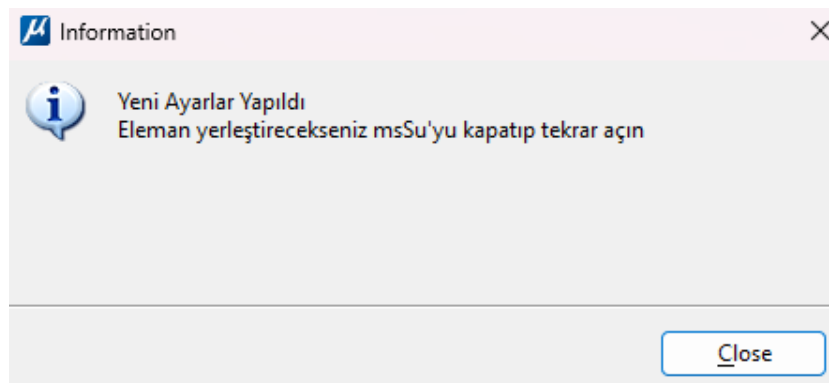 Information
Yeni Ayarlar Yapıldı
Eleman yerleştirecekseniz msSu'yu kapatıp tekrar açın
Close